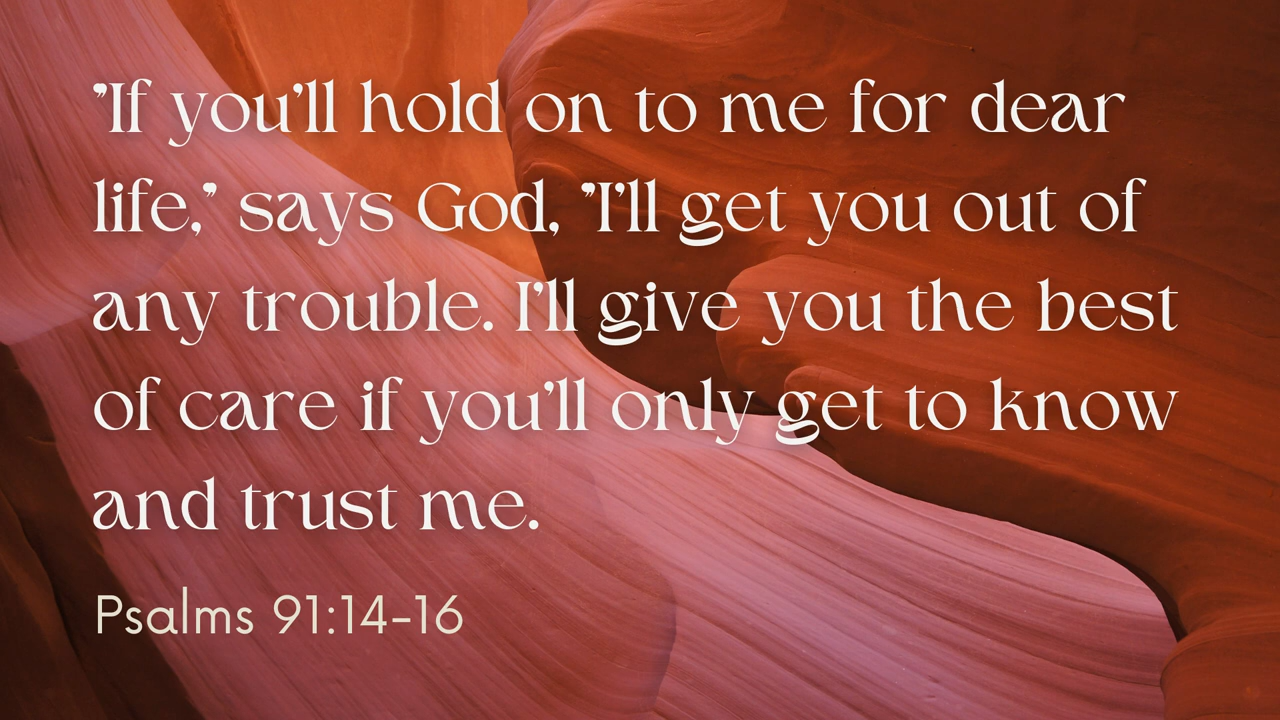 "If you'll hold on to me for dear
life," says God, "I'll get you out of
any trouble. I'll give you the best
of care if you'll only get to know
and trust me.
Psalms 91:14-16